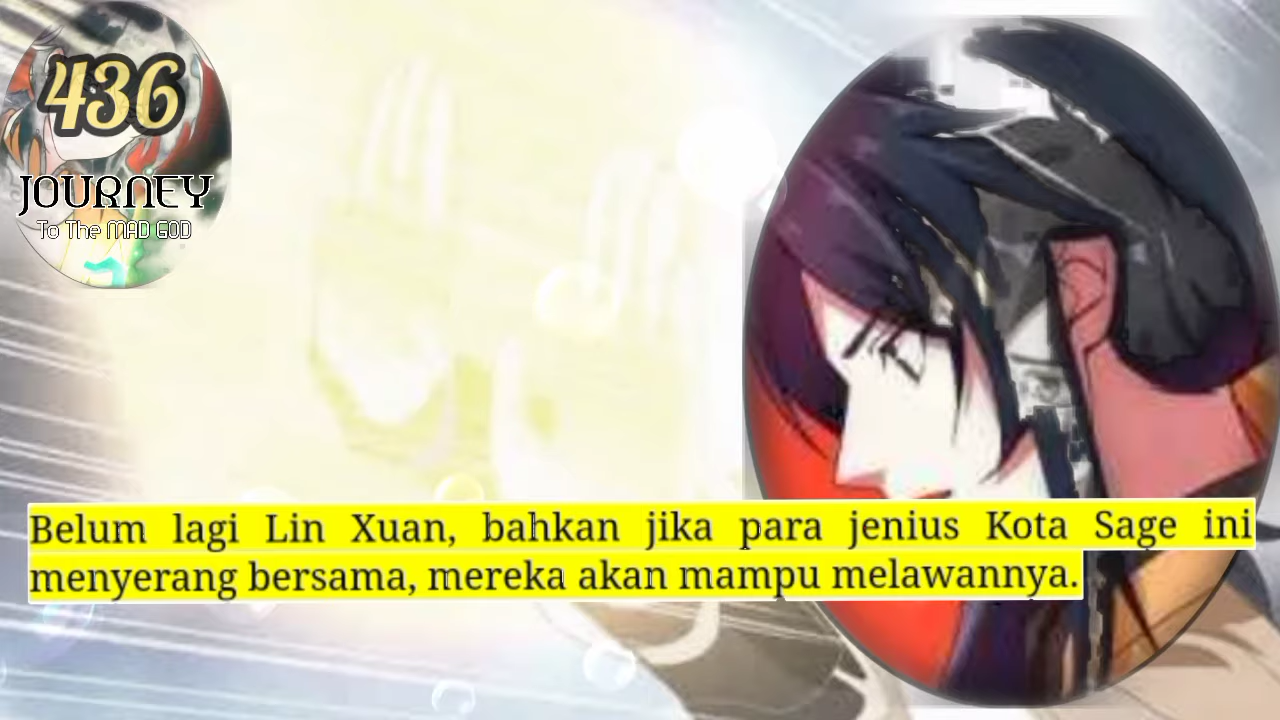 436
JOURNEY
To The MAD GOD
Belum lagi Lin Xuan, bahkan jika para jenius Kota Sage ini
menyerang bersama, mereka akan mampu melawannya.